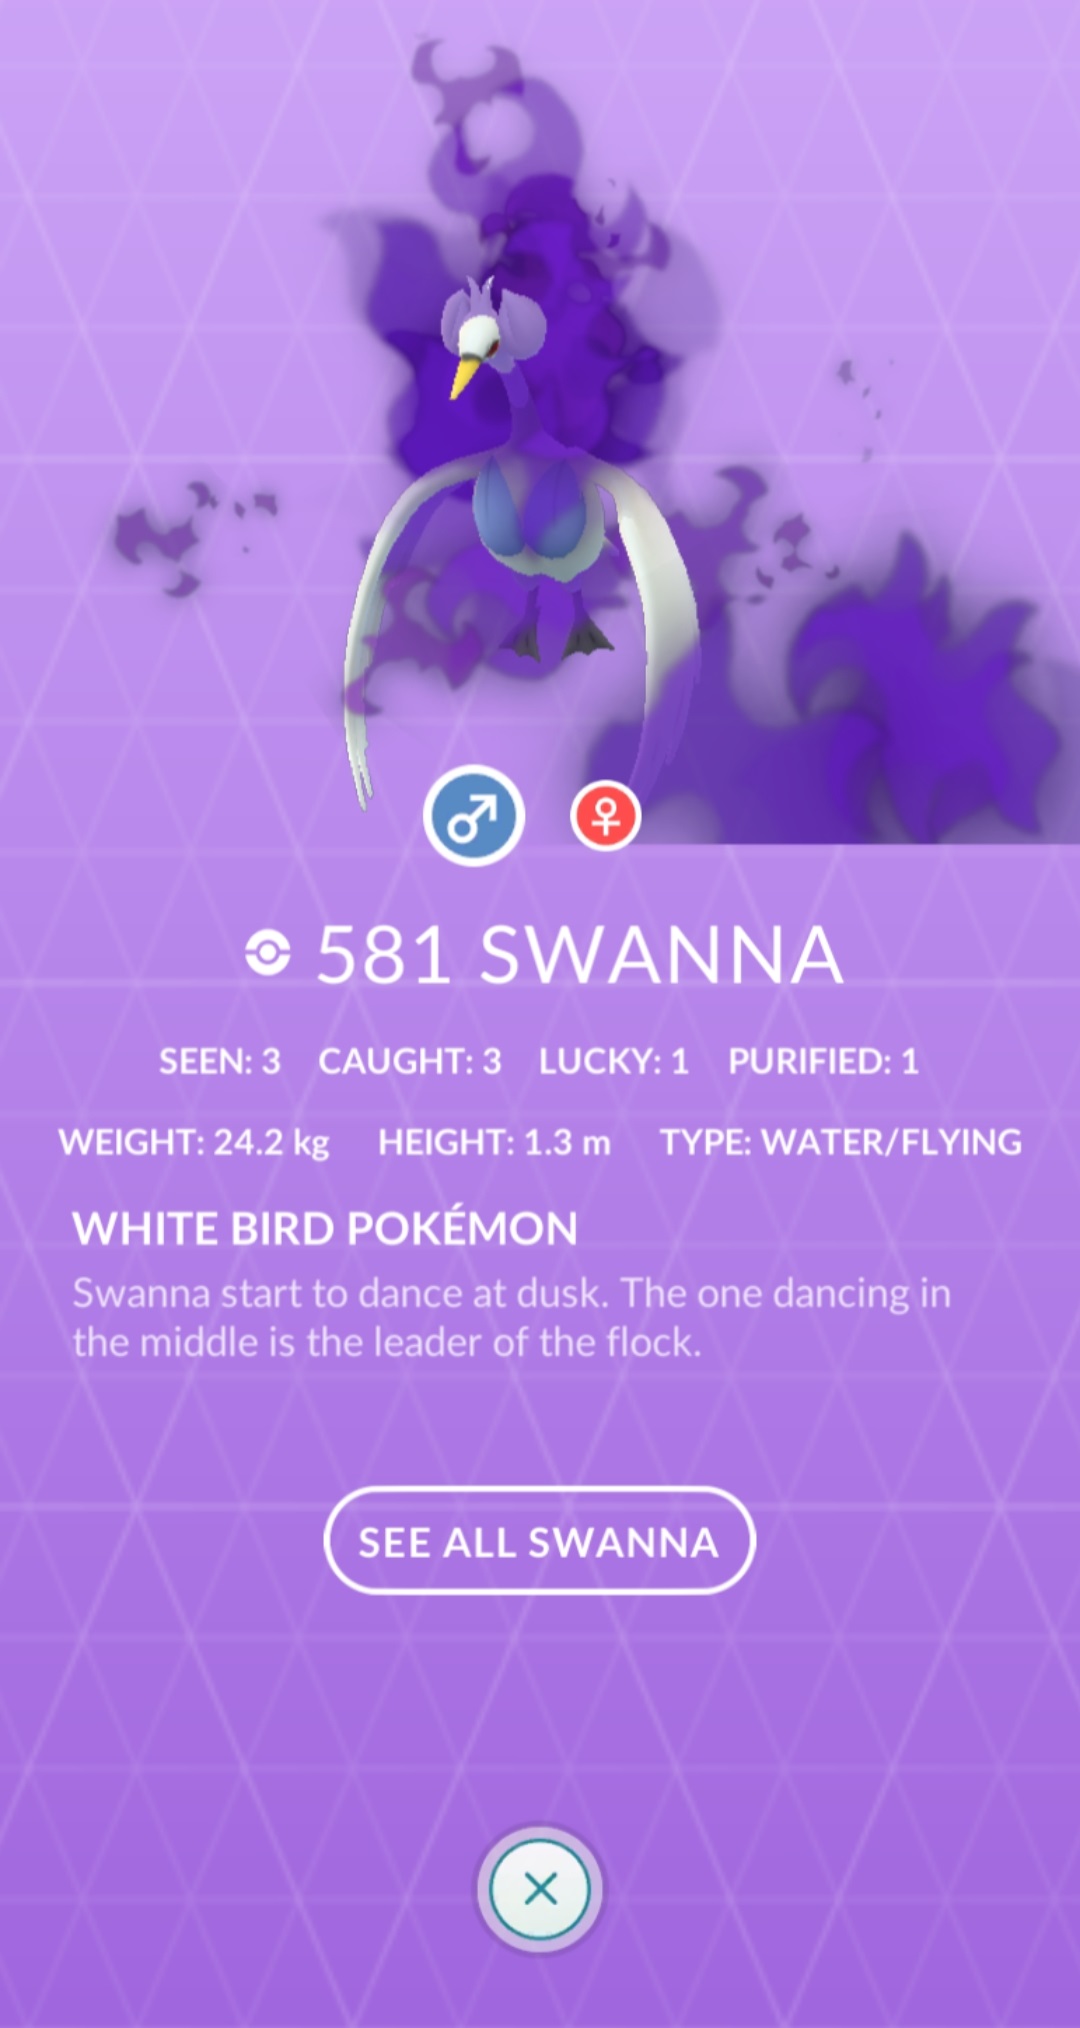 581 SWANNA
SEEN: 3 CAUGHT: 3 LUCKY: 1 PURIFIED: 1
WEIGHT: 24.2 kg HEIGHT: 1.3 m TYPE: WATER/FLYING
WHITE BIRD POKÉMON
Swanna start to dance at dusk. The one dancing in
the middle is the leader of the flock.
SEE ALL SWANNA